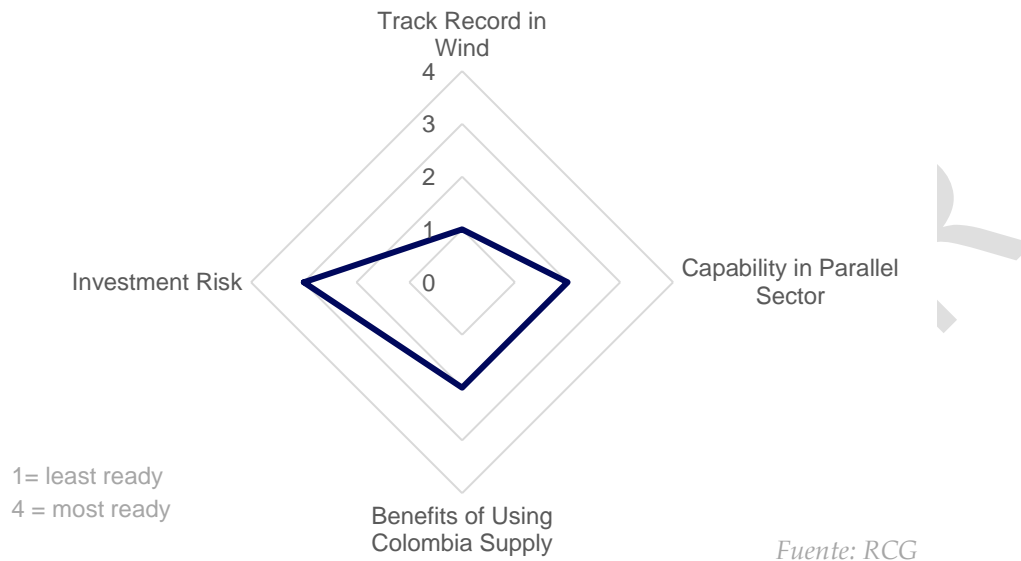 Track Record in
Wind
4
3
2
1
0
Investment Risk
Capability in Parallel
Sector
1= least ready
4 = most ready
Benefits of Using
Colombia Supply
Fuente: RCG